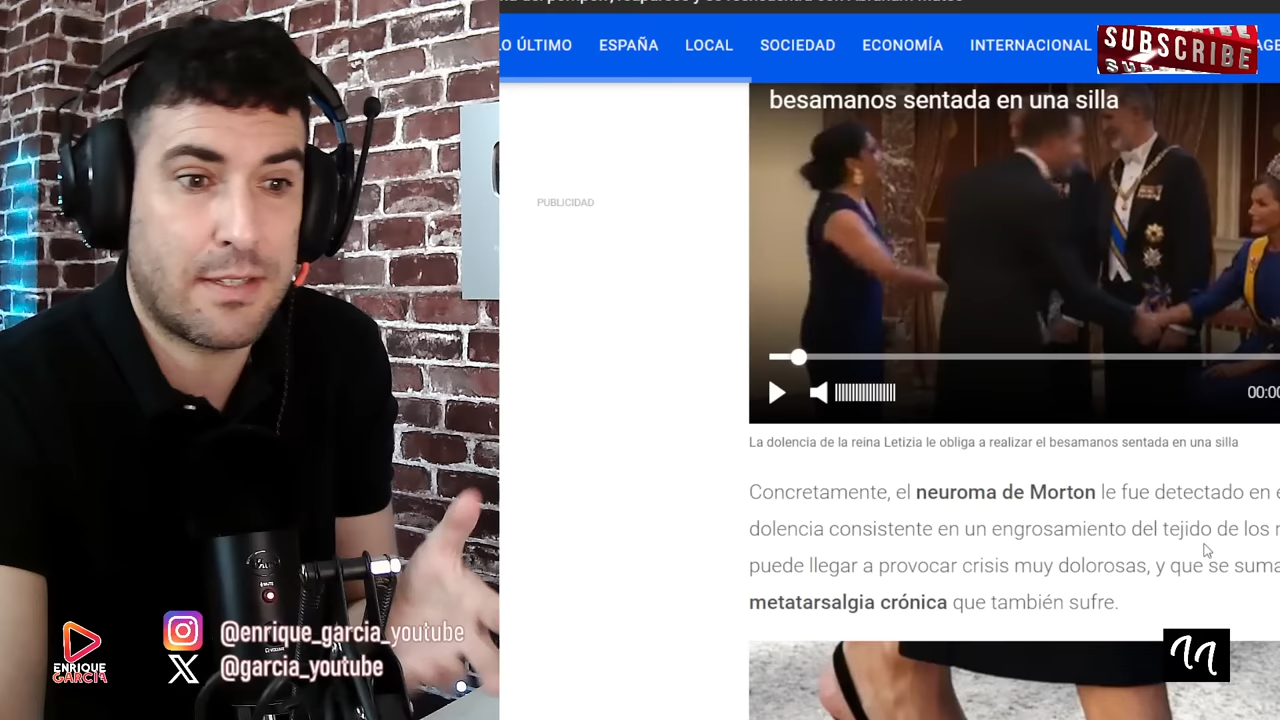 LO ÚLTIMO ESPAÑA LOCAL SOCIEDAD ECONOMÍA INTERNACIONAL
SUBSCRIBE
besamanos sentada en una silla
PUBLICIDAD
00:00
La dolencia de la reina Letizia le obliga a realizar el besamanos sentada en una silla
Concretamente, el neuroma de Morton le fue detectado en
dolencia consistente en un engrosamiento del tejido de los
puede llegar a provocar crisis muy dolorosas, y que se suma
metatarsalgia crónica que también sufre.
@enrique_garcia_youtube
@garcia_youtube
ENRIQUE
GARCIA